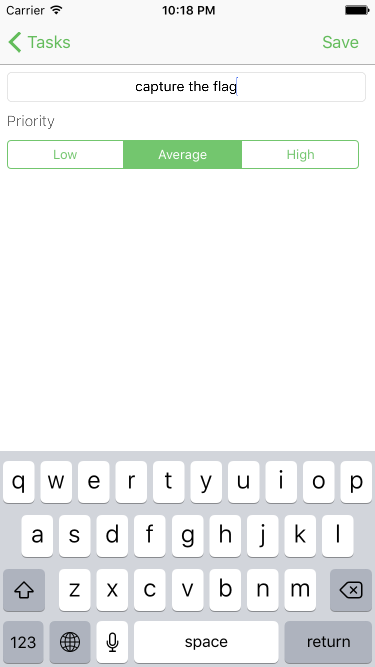 Carrier 10:18 PM
Tasks Save
capture the flag
Priority
Low Average High
q w e r t y u i o p
a s d f g h j k l
z x c v b n m
123 space return